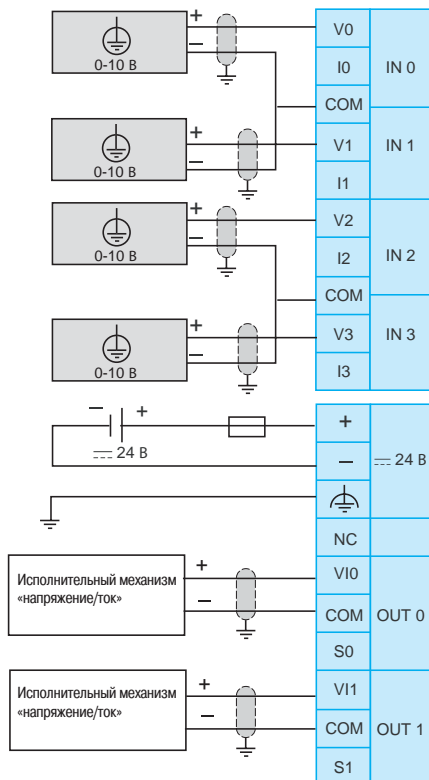 + V0
−
0-10 В
I0 IN 0
COM
+ V1 IN 1
−
0-10 В
I1
+ V2
−
0-10 В
I2 IN 2
COM
+ V3 IN 3
−
0-10 В
I3
− + +
24 В − 24 В
NC
Исполнительный механизм
«напряжение/ток»
+ VI0
− COM OUT 0
S0
Исполнительный механизм
«напряжение/ток»
+ VI1
− COM OUT 1
S1